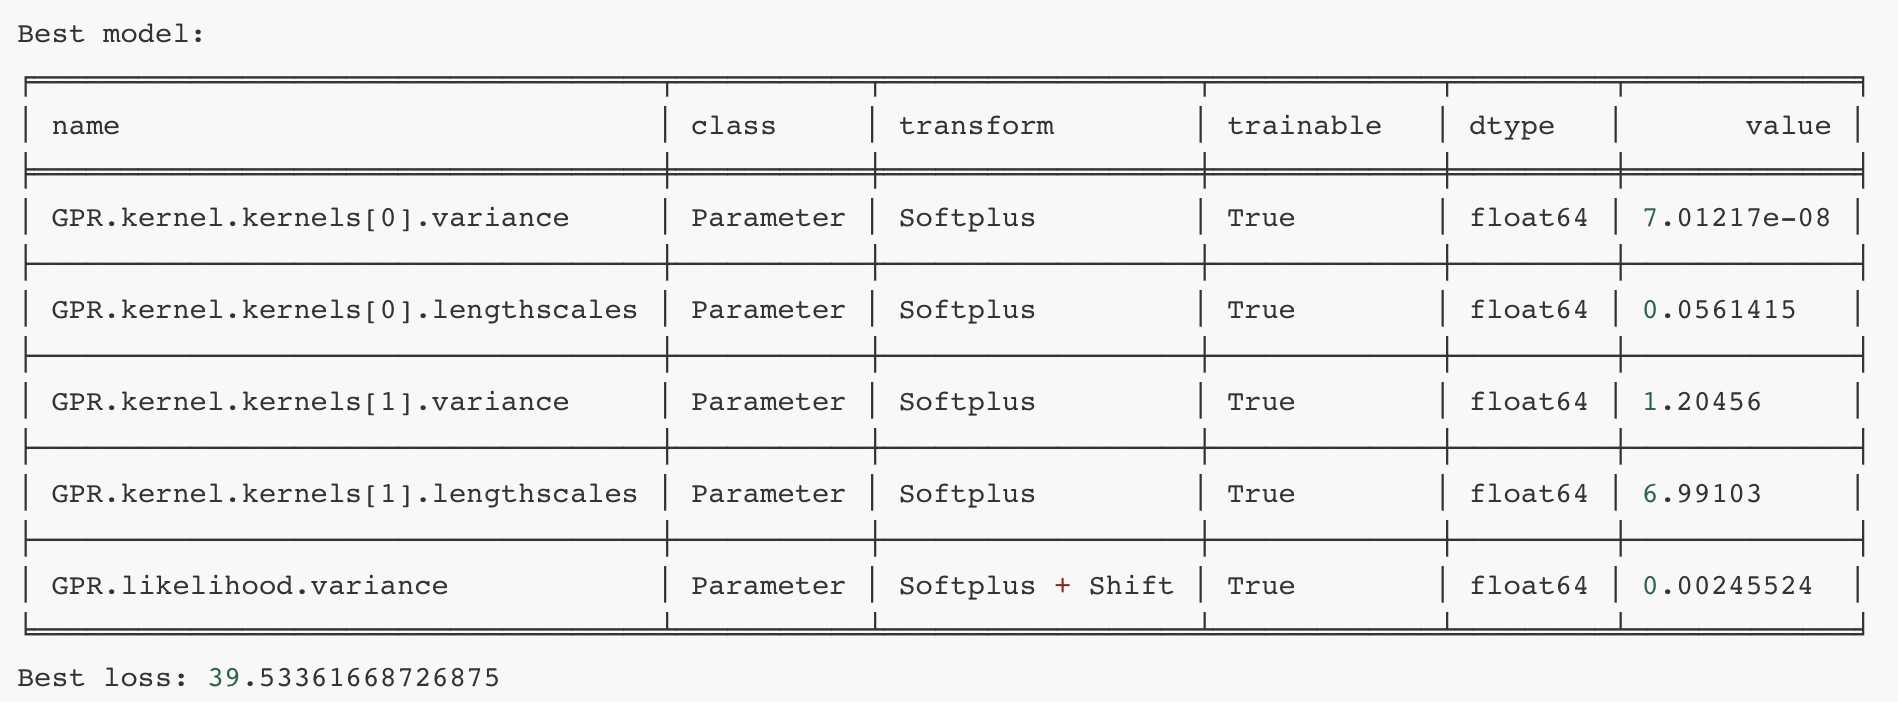 Best model:
name class transform trainable dtype value
GPR.kernel.kernels[0].variance Parameter Softplus True float64 7.01217e-08
GPR.kernel.kernels[0].lengthscales Parameter Softplus True float64 0.0561415
GPR.kernel.kernels[1].variance Parameter Softplus True float64 1.20456
GPR.kernel.kernels[1].lengthscales Parameter Softplus True float64 6.99103
GPR.likelihood.variance Parameter Softplus + Shift True float64 0.00245524
Best loss: 39.53361668726875